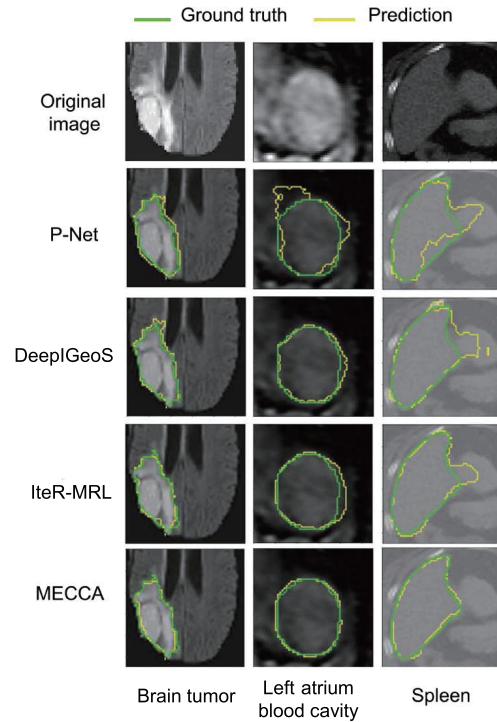 Ground truth
Prediction
Original
image
P-Net
DeepIGeoS
IteR-MRL
MECCA
Brain tumor
Left atrium
blood cavity
Spleen